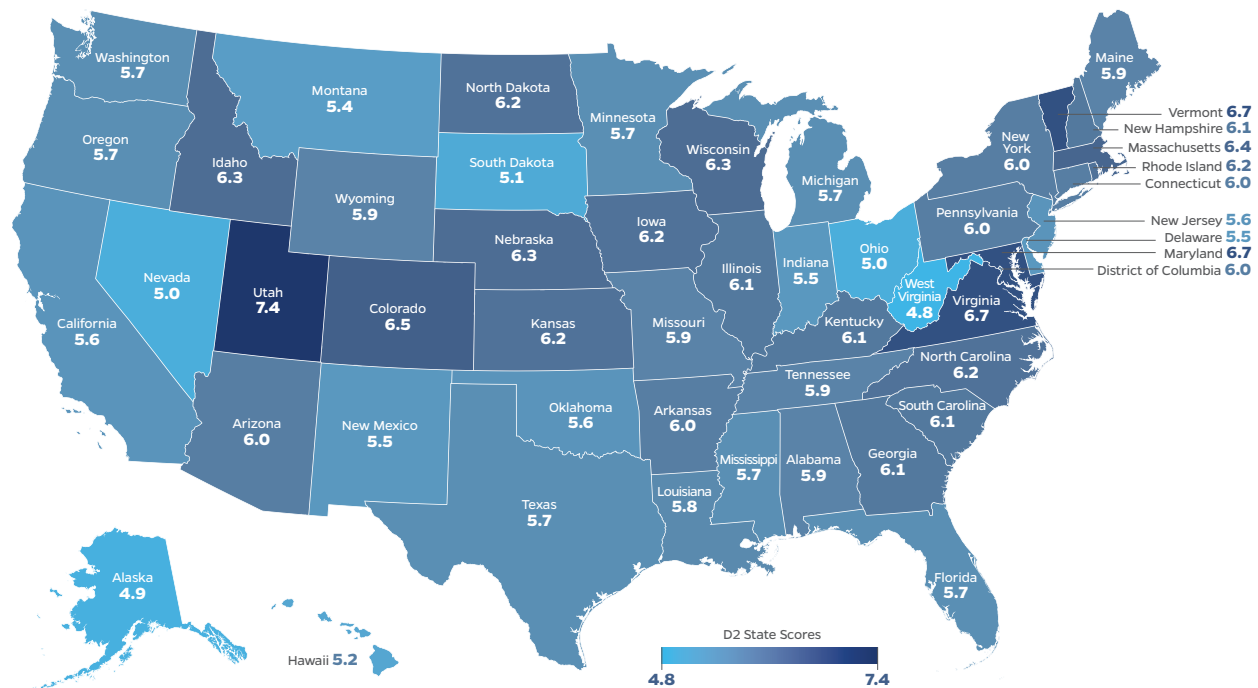 Washington
5.7
Oregon
5.7
California
5.6
Nevada
5.0
Idaho
6.3
Montana
5.4
Wyoming
5.9
Utah
7.4
Colorado
6.5
Arizona
6.0
New Mexico
5.5
North Dakota
6.2
South Dakota
5.1
Nebraska
6.3
Kansas
6.2
Oklahoma
5.6
Texas
5.7
Minnesota
5.7
Iowa
6.2
Missouri
5.9
Arkansas
6.0
Louisiana
5.8
Wisconsin
6.3
Illinois
6.1
Michigan
5.7
Indiana
5.5
Ohio
5.0
Kentucky
6.1
Tennessee
5.9
Mississippi
5.7
Alabama
5.9
Georgia
6.1
Florida
5.7
South Carolina
6.1
North Carolina
6.2
Virginia
6.7
West
Virginia
4.8
Pennsylvania
6.0
New
York
6.0
Maine
5.9
Vermont 6.7
New Hampshire 6.1
Massachusetts 6.4
Rhode Island 6.2
Connecticut 6.0
New Jersey 5.6
Delaware 5.5
Maryland 6.7
District of Columbia 6.0
Alaska
4.9
Hawaii 5.2
D2 State Scores
4.8 7.4